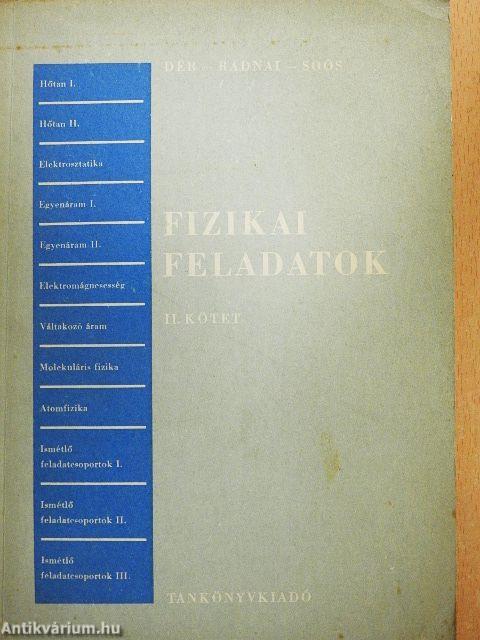 DÉR – RADNAI – SOÓS
FIZIKAI
FELADATOK
II. KÖTET
Hőtan I.
Hőtan II.
Elektrosztatika
Egyenáram I.
Egyenáram II.
Elektromágnesesség
Váltakozó áram
Molekuláris fizika
Atomfizika
Ismétlő
feladatcsoportok I.
Ismétlő
feladatcsoportok II.
Ismétlő
feladatcsoportok III.
TANKÖNYVKIADÓ
Antikvárium.hu